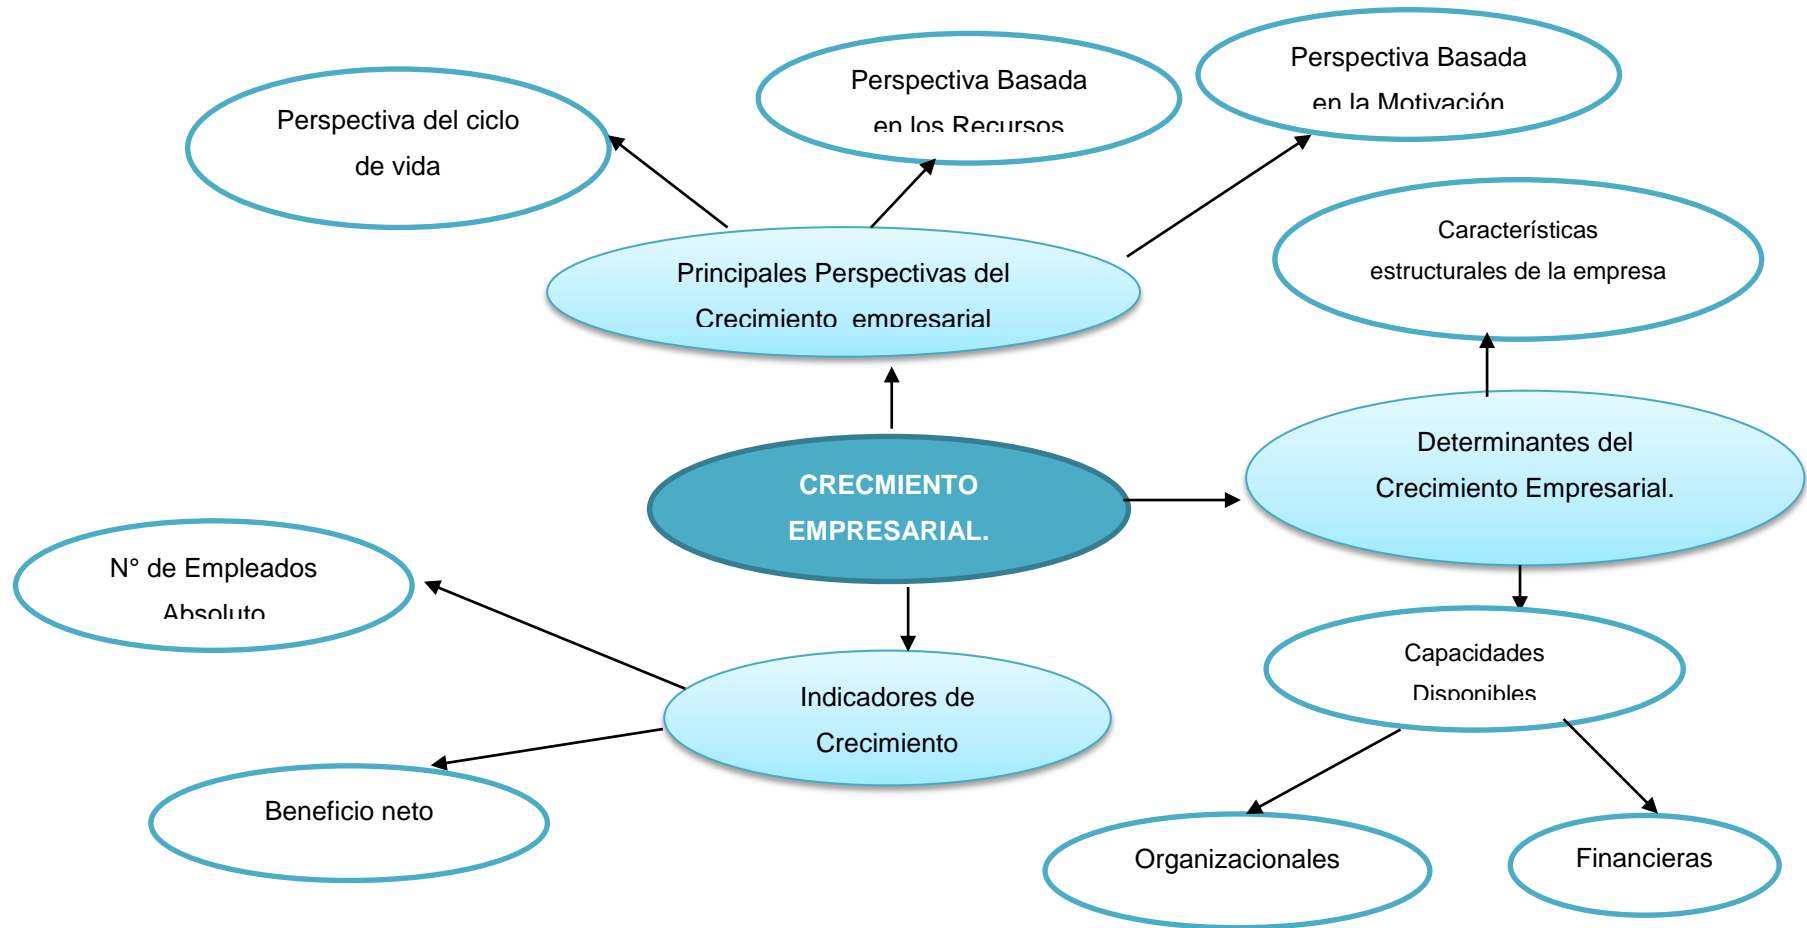 Perspectiva del ciclo
de vida
Perspectiva Basada
en los Recursos
Perspectiva Basada
en la Motivación
Principales Perspectivas del
Crecimiento empresarial
Características
estructurales de la empresa
Determinantes del
Crecimiento Empresarial.
CRECMIENTO
EMPRESARIAL.
N° de Empleados
Absoluto
Indicadores de
Crecimiento
Beneficio neto
Capacidades
Disponibles
Organizacionales
Financieras